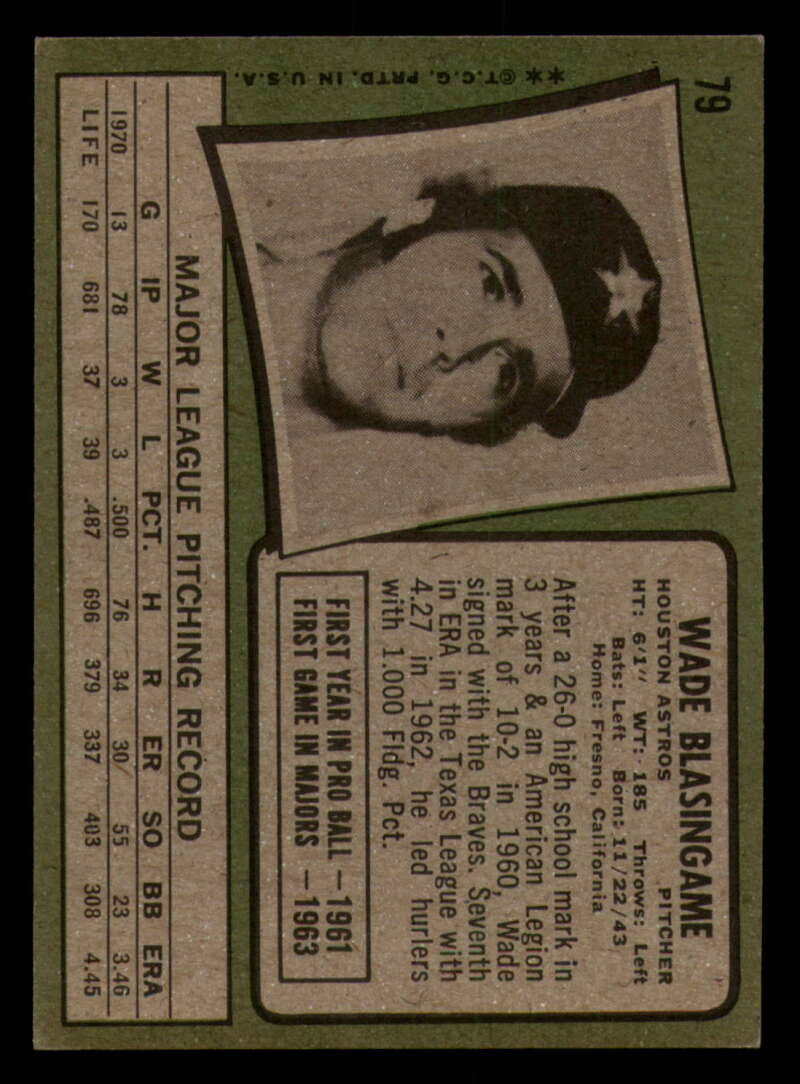 79
**©T.C.G. PRTD. IN U.S.A.
WADE BLASINGAME
HOUSTON ASTROS PITCHER
HT: 6'1" WT: 185 Throws: Left
Bats: Left Born: 11/22/43
Home: Fresno, California
After a 26-0 high school mark in
3 years & an American Legion
mark of 10-2 in 1960, Wade
signed with the Braves. Seventh
in ERA in the Texas League with
4.27 in 1962, he led hurlers
with 1.000 Fldg. Pct.
FIRST YEAR IN PRO BALL —1961
FIRST GAME IN MAJORS —1963
MAJOR LEAGUE PITCHING RECORD
G IP W L PCT. H R ER SO BB ERA
1970 13 78 3 3 .500 76 34 30 55 23 3.46
LIFE 170 681 37 39 .487 696 379 337 403 308 4.45